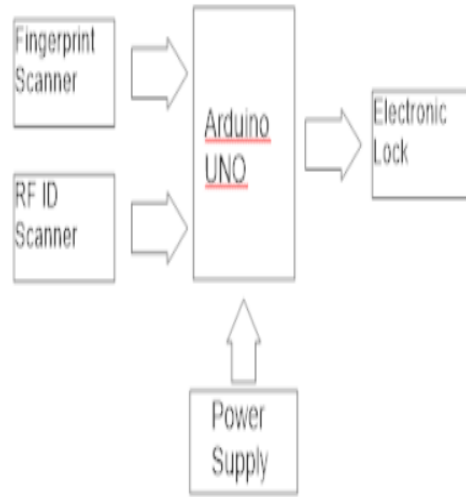 Fingerprint
Scanner
RF ID
Scanner
Arduino
UNO
Electronic
Lock
Power
Supply